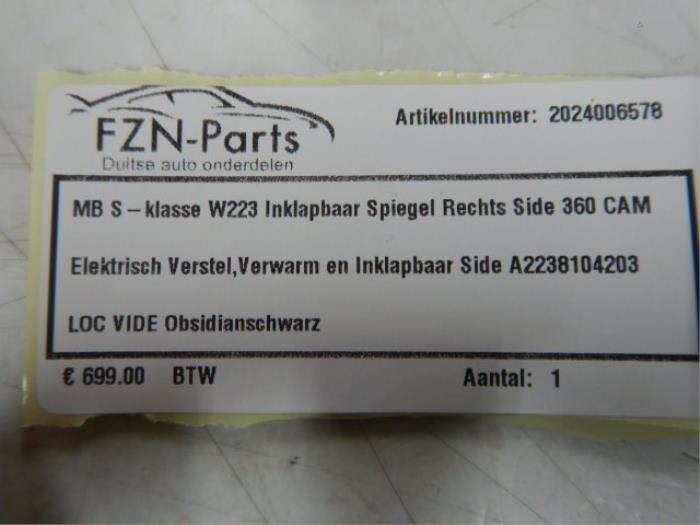 FZN-Parts
Duitse auto onderdelen
Artikelnummer: 2024006578
MB S-klasse W223 Inklapbaar Spiegel Rechts Side 360 CAM
Elektrisch Verstel,Verwarm en Inklapbaar Side A2238104203
LOC VIDE Obsidianschwarz
€ 699.00 BTW
Aantal: 1